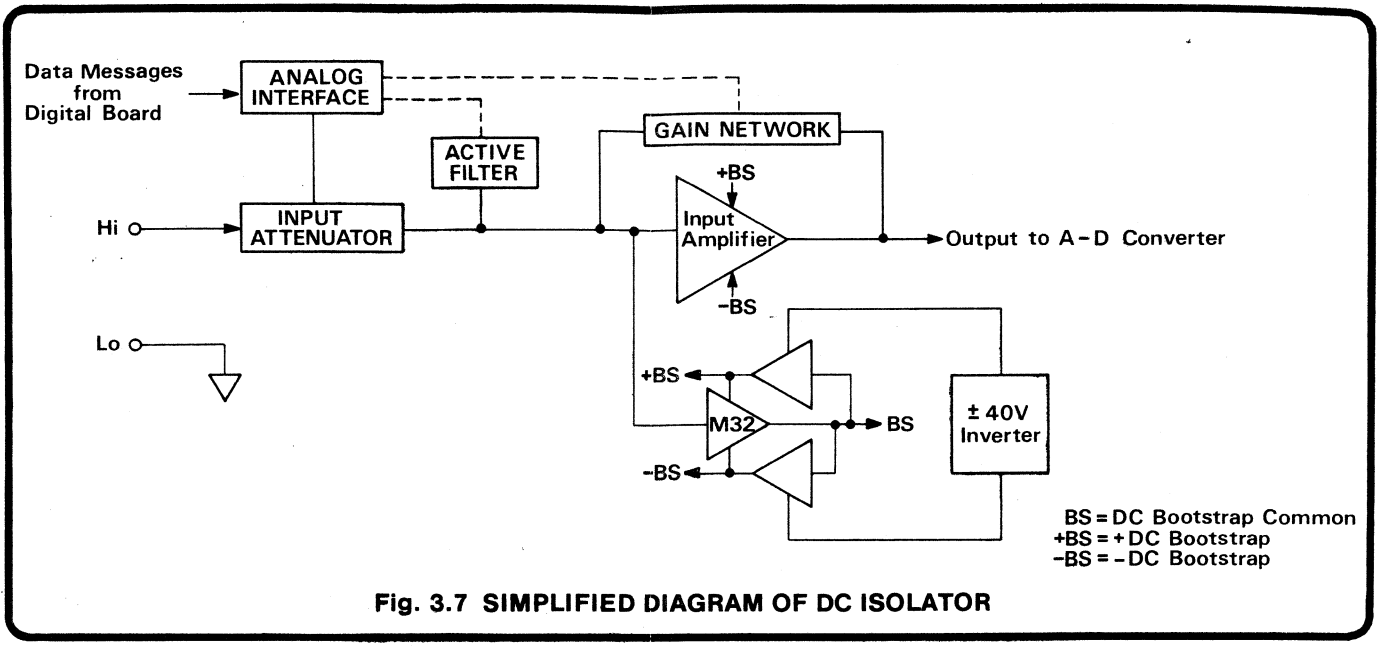 Data Messages
from
Digital Board
ANALOG
INTERFACE
GAIN NETWORK
ACTIVE
FILTER
+BS
Hi
INPUT
ATTENUATOR
Input
Amplifier
Output to A-D Converter
-BS
Lo
+BS
M32
BS
± 40V
Inverter
-BS
BS = DC Bootstrap Common
+BS = + DC Bootstrap
-BS = - DC Bootstrap
Fig. 3.7 SIMPLIFIED DIAGRAM OF DC ISOLATOR